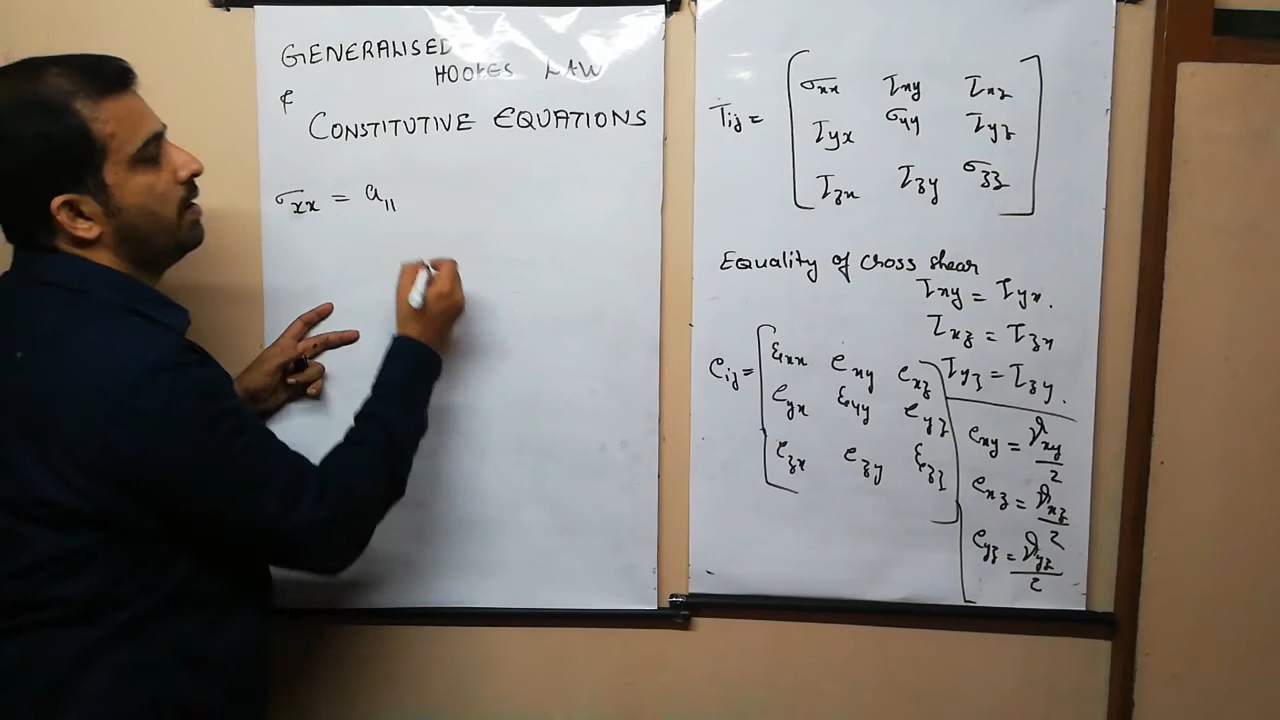 GENERALISED
HOOKES LAW
&
CONSTITUTIVE EQUATIONS
σxx = a11
Tij = [ σxx τxy τxz
τyx σyy τyz
τzx τzy σzz ]
Equality of cross shear
τxy = τyx.
τxz = τzx
τyz = τzy.
eij = [ εxx exy exz
eyx εyy eyz
ezx ezy εzz ]
exy = γxy/2
exz = γxz/2
eyz = γyz/2